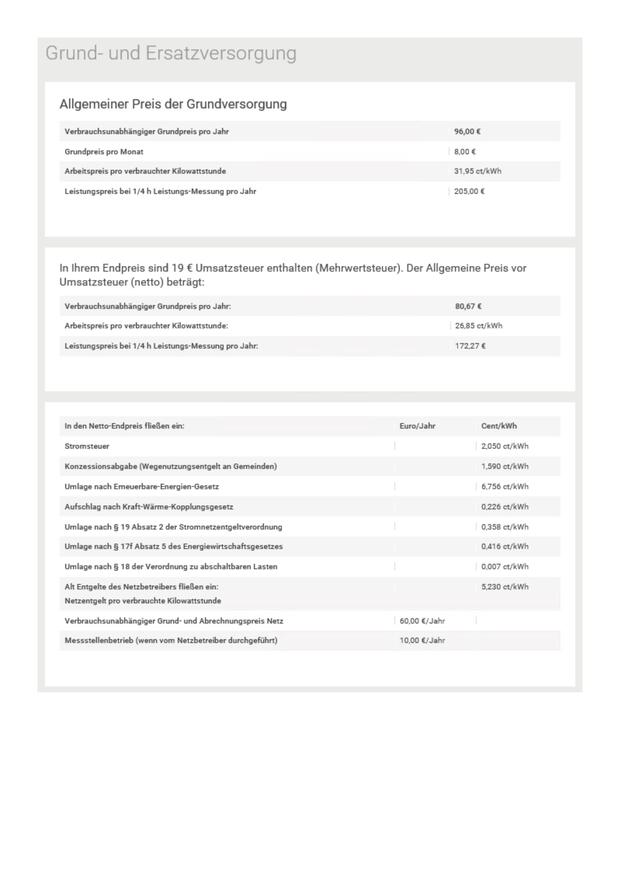 Grund- und Ersatzversorgung
Allgemeiner Preis der Grundversorgung
Verbrauchsunabhängiger Grundpreis pro Jahr 96,00 €
Grundpreis pro Monat 8,00 €
Arbeitspreis pro verbrauchter Kilowattstunde 31,95 ct/kWh
Leistungspreis bei 1/4 h Leistungs-Messung pro Jahr 205,00 €
In Ihrem Endpreis sind 19 € Umsatzsteuer enthalten (Mehrwertsteuer). Der Allgemeine Preis vor
Umsatzsteuer (netto) beträgt:
Verbrauchsunabhängiger Grundpreis pro Jahr: 80,67 €
Arbeitspreis pro verbrauchter Kilowattstunde: 26,85 ct/kWh
Leistungspreis bei 1/4 h Leistungs-Messung pro Jahr: 172,27 €
In den Netto-Endpreis fließen ein: Euro/Jahr Cent/kWh
Stromsteuer 2,050 ct/kWh
Konzessionsabgabe (Wegenutzungsentgelt an Gemeinden) 1,590 ct/kWh
Umlage nach Erneuerbare-Energien-Gesetz 6,756 ct/kWh
Aufschlag nach Kraft-Wärme-Kopplungsgesetz 0,226 ct/kWh
Umlage nach § 19 Absatz 2 der Stromnetzentgeltverordnung 0,358 ct/kWh
Umlage nach § 17f Absatz 5 des Energiewirtschaftsgesetzes 0,416 ct/kWh
Umlage nach § 18 der Verordnung zu abschaltbaren Lasten 0,007 ct/kWh
Alt Entgelte des Netzbetreibers fließen ein: 5,230 ct/kWh
Netzentgelt pro verbrauchte Kilowattstunde
Verbrauchsunabhängiger Grund- und Abrechnungspreis Netz 60,00 €/Jahr
Messstellenbetrieb (wenn vom Netzbetreiber durchgeführt) 10,00 €/Jahr